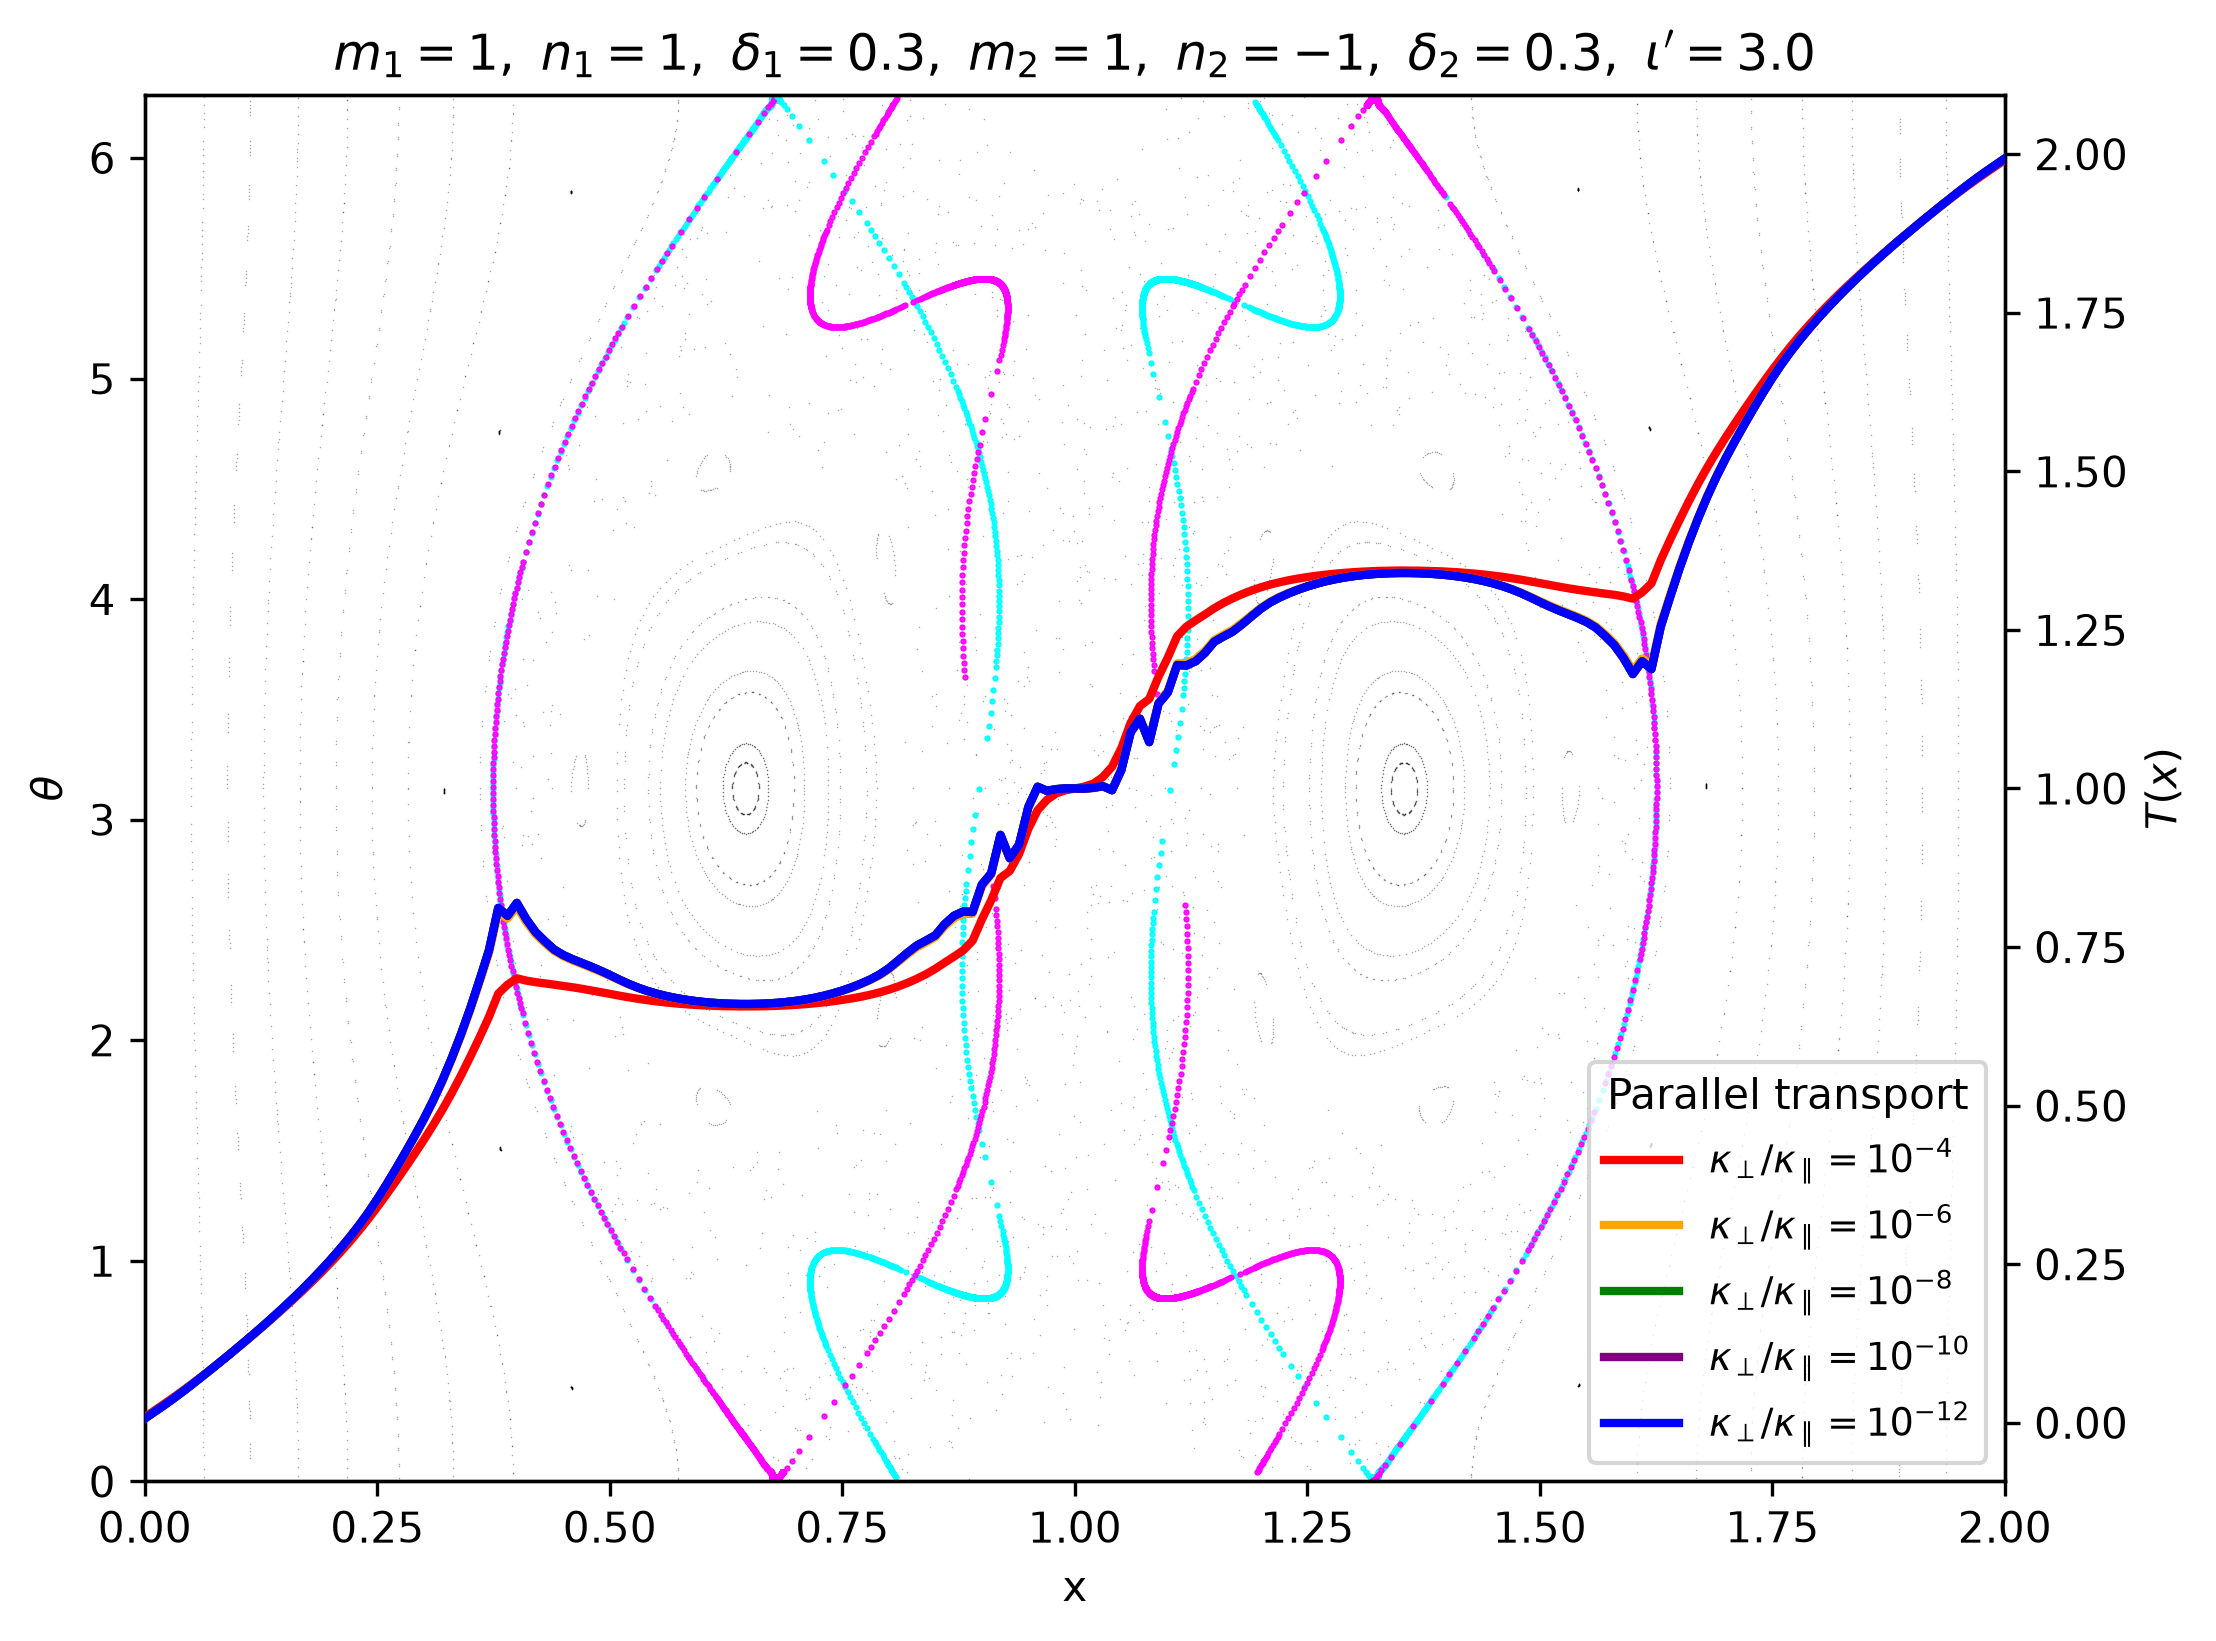 m₁ = 1, n₁ = 1, δ₁ = 0.3, m₂ = 1, n₂ = −1, δ₂ = 0.3, ι′ = 3.0
6
5
4
3
2
1
0
θ
2.00
1.75
1.50
1.25
1.00
0.75
0.50
0.25
0.00
T(x)
Parallel transport
κ⊥/κ∥ = 10⁻⁴
κ⊥/κ∥ = 10⁻⁶
κ⊥/κ∥ = 10⁻⁸
κ⊥/κ∥ = 10⁻¹⁰
κ⊥/κ∥ = 10⁻¹²
0.00 0.25 0.50 0.75 1.00 1.25 1.50 1.75 2.00
x